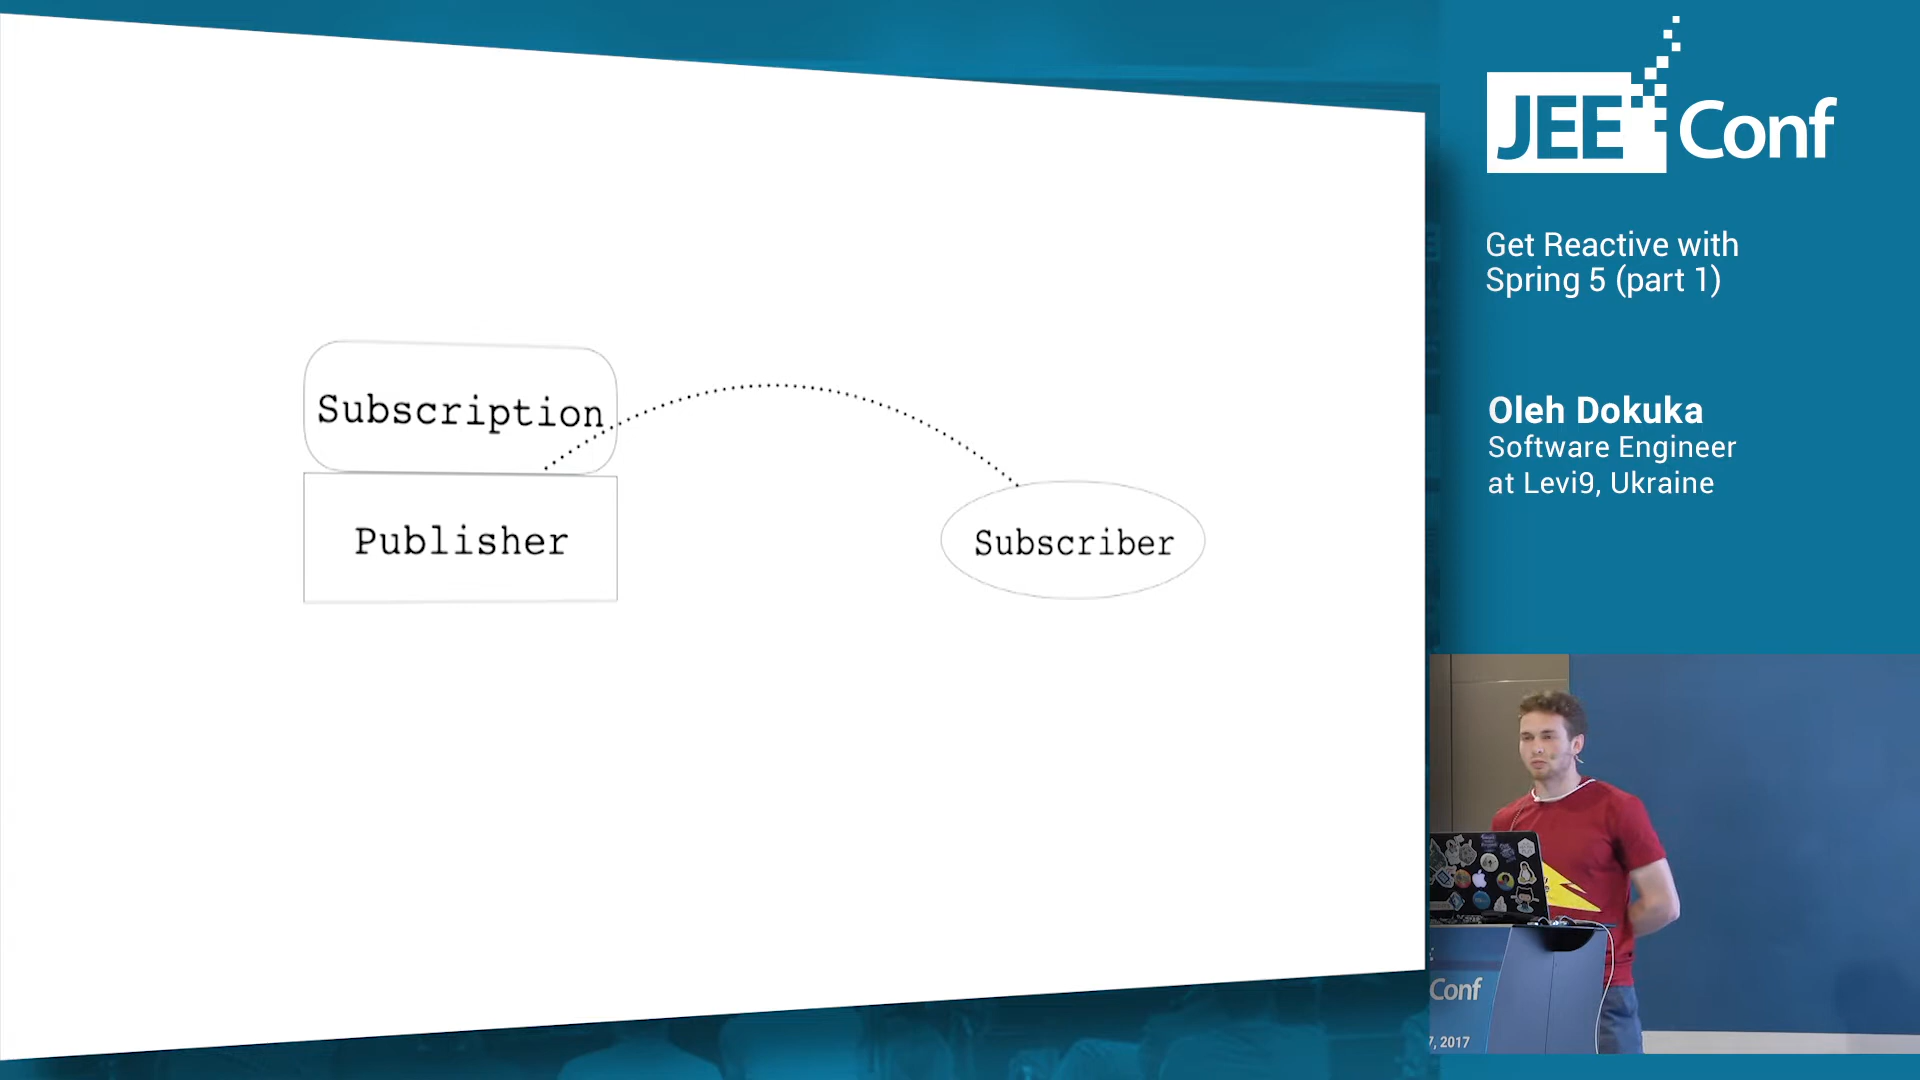 Subscription
Publisher
Subscriber
JEE Conf
Get Reactive with
Spring 5 (part 1)
Oleh Dokuka
Software Engineer
at Levi9, Ukraine
Conf
7, 2017